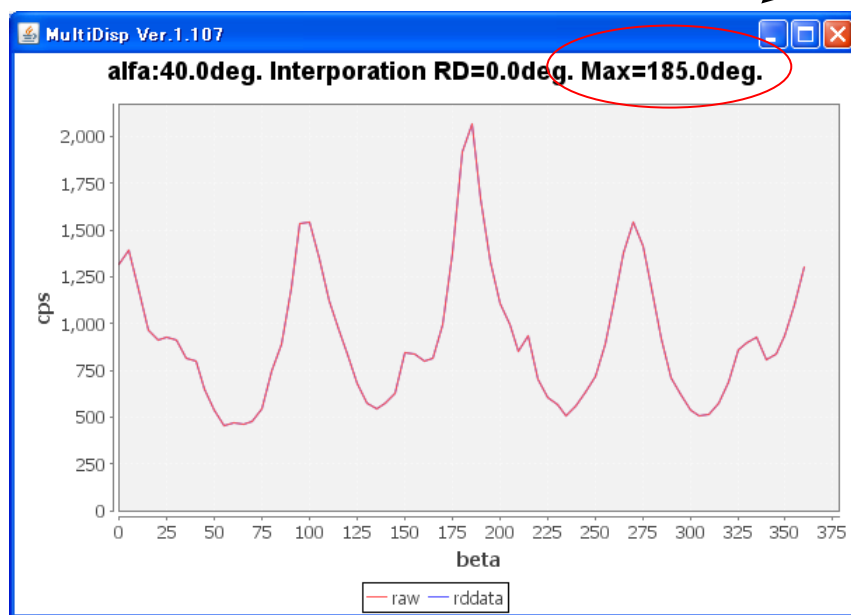 MultiDisp Ver.1.107
alfa:40.0deg. Interporation RD=0.0deg. Max=185.0deg.
2,000
1,750
1,500
1,250
1,000
750
500
250
0
cps
0 25 50 75 100 125 150 175 200 225 250 275 300 325 350 375
beta
raw rddata